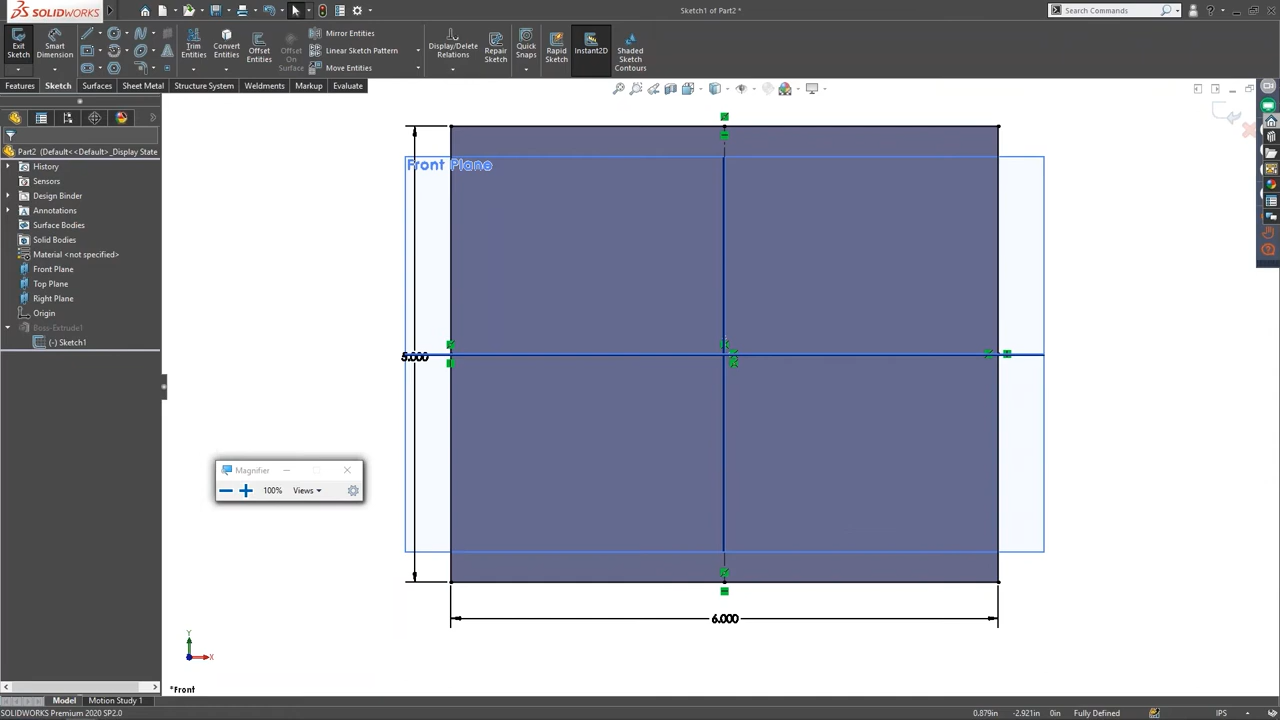 SOLIDWORKS
Sketch1 of Part2 *
Search Commands
Exit Sketch
Smart Dimension
Trim Entities
Convert Entities
Offset Entities
Offset On Surface
Mirror Entities
Linear Sketch Pattern
Move Entities
Display/Delete Relations
Repair Sketch
Quick Snaps
Rapid Sketch
Instant2D
Shaded Sketch Contours
Features
Sketch
Surfaces
Sheet Metal
Structure System
Weldments
Markup
Evaluate
Part2 (Default<<Default>_Display State
History
Sensors
Design Binder
Annotations
Surface Bodies
Solid Bodies
Material <not specified>
Front Plane
Top Plane
Right Plane
Origin
Boss-Extrude1
(-) Sketch1
Front Plane
5.000
6.000
Magnifier
100%
Views
Y
X
*Front
Model
Motion Study 1
SOLIDWORKS Premium 2020 SP2.0
0.879in
-2.921in
0in
Fully Defined
IPS